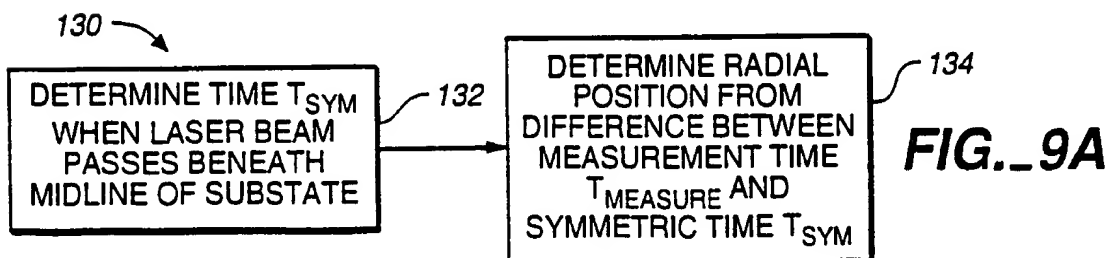 130
DETERMINE TIME TSYM
WHEN LASER BEAM
PASSES BENEATH
MIDLINE OF SUBSTATE
132
DETERMINE RADIAL
POSITION FROM
DIFFERENCE BETWEEN
MEASUREMENT TIME
TMEASURE AND
SYMMETRIC TIME TSYM
134
FIG._9A